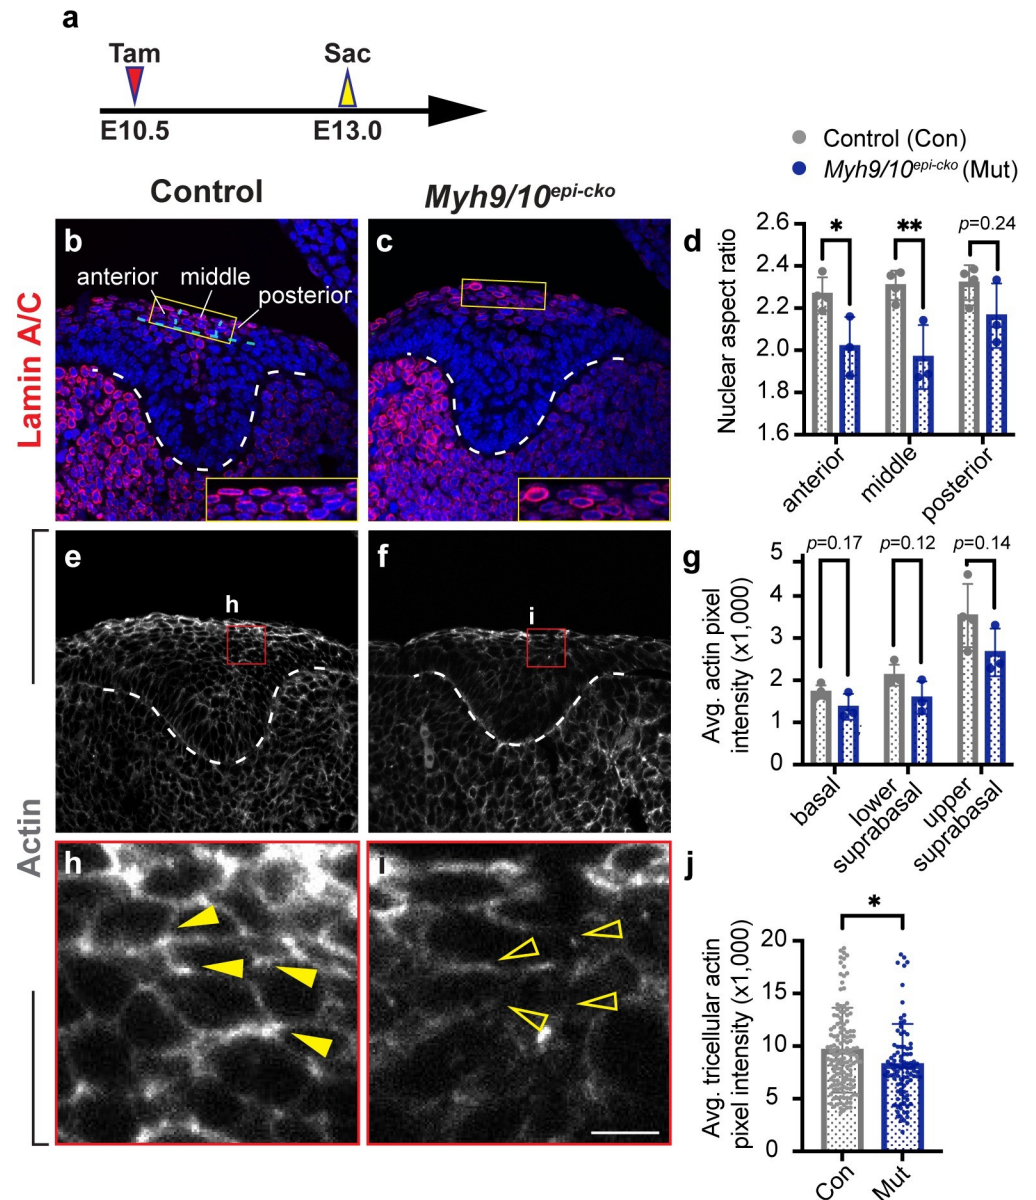 a
Tam
Sac
E10.5
E13.0
Control (Con)
Myh9/10epi-cko (Mut)
Control
Myh9/10epi-cko
Lamin A/C
b
anterior
middle
posterior
c
d
Nuclear aspect ratio
2.6
2.4
2.2
2.0
1.8
1.6
*
**
p=0.24
anterior
middle
posterior
Actin
e
h
f
i
g
Avg. actin pixel
intensity (x1,000)
5
4
3
2
1
0
p=0.17
p=0.12
p=0.14
basal
lower
suprabasal
upper
suprabasal
h
i
j
Avg. tricellular actin
pixel intensity (x1,000)
20
15
10
5
0
*
Con
Mut